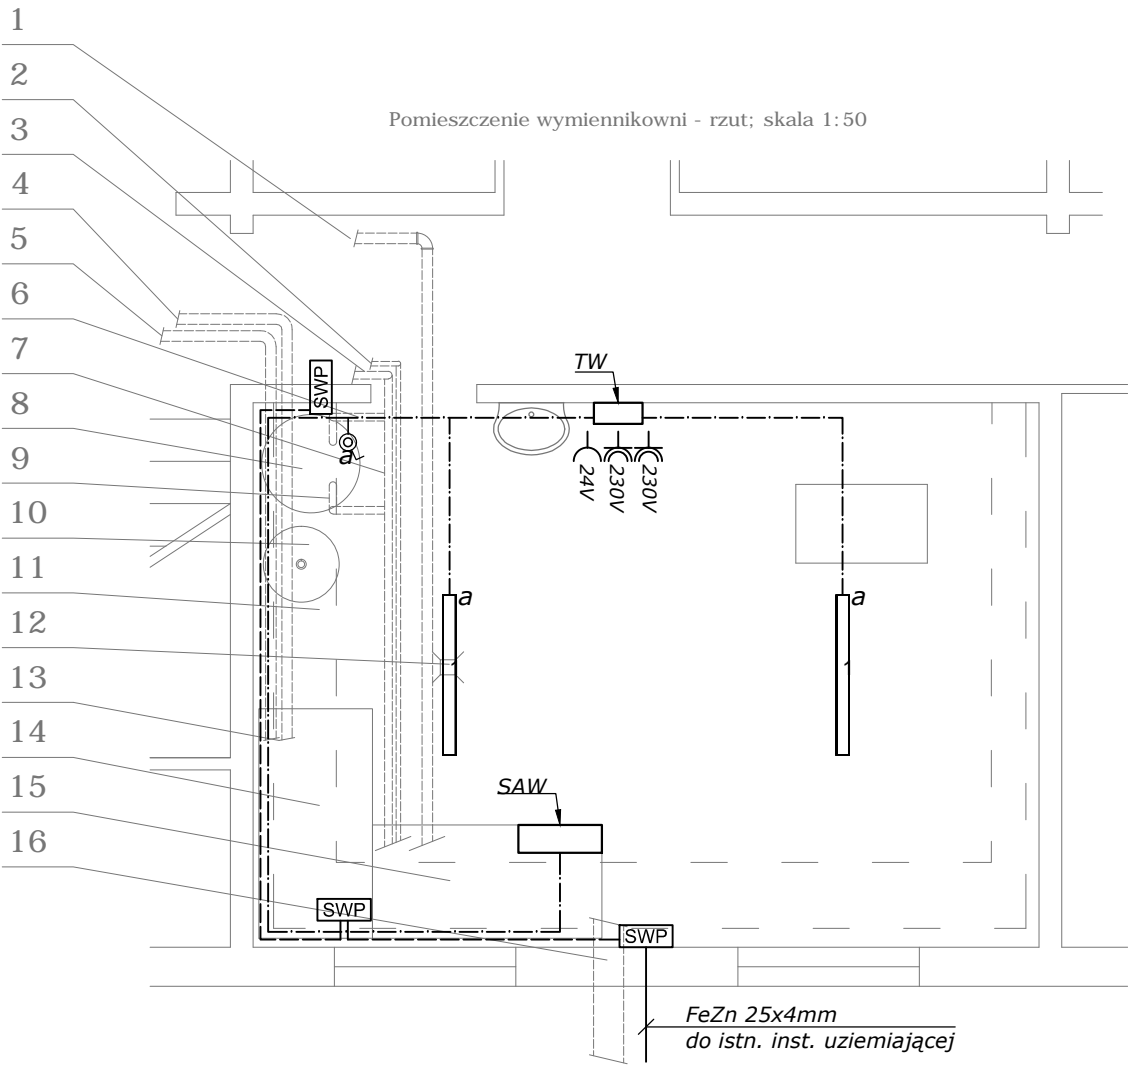 1
2
Pomieszczenie wymiennikowni - rzut; skala 1:50
3
4
5
6
7
8
9
10
11
12
13
14
15
16
TW
SWP
a
24V
230V
230V
a
a
SAW
SWP
SWP
FeZn 25x4mm
do istn. inst. uziemiającej